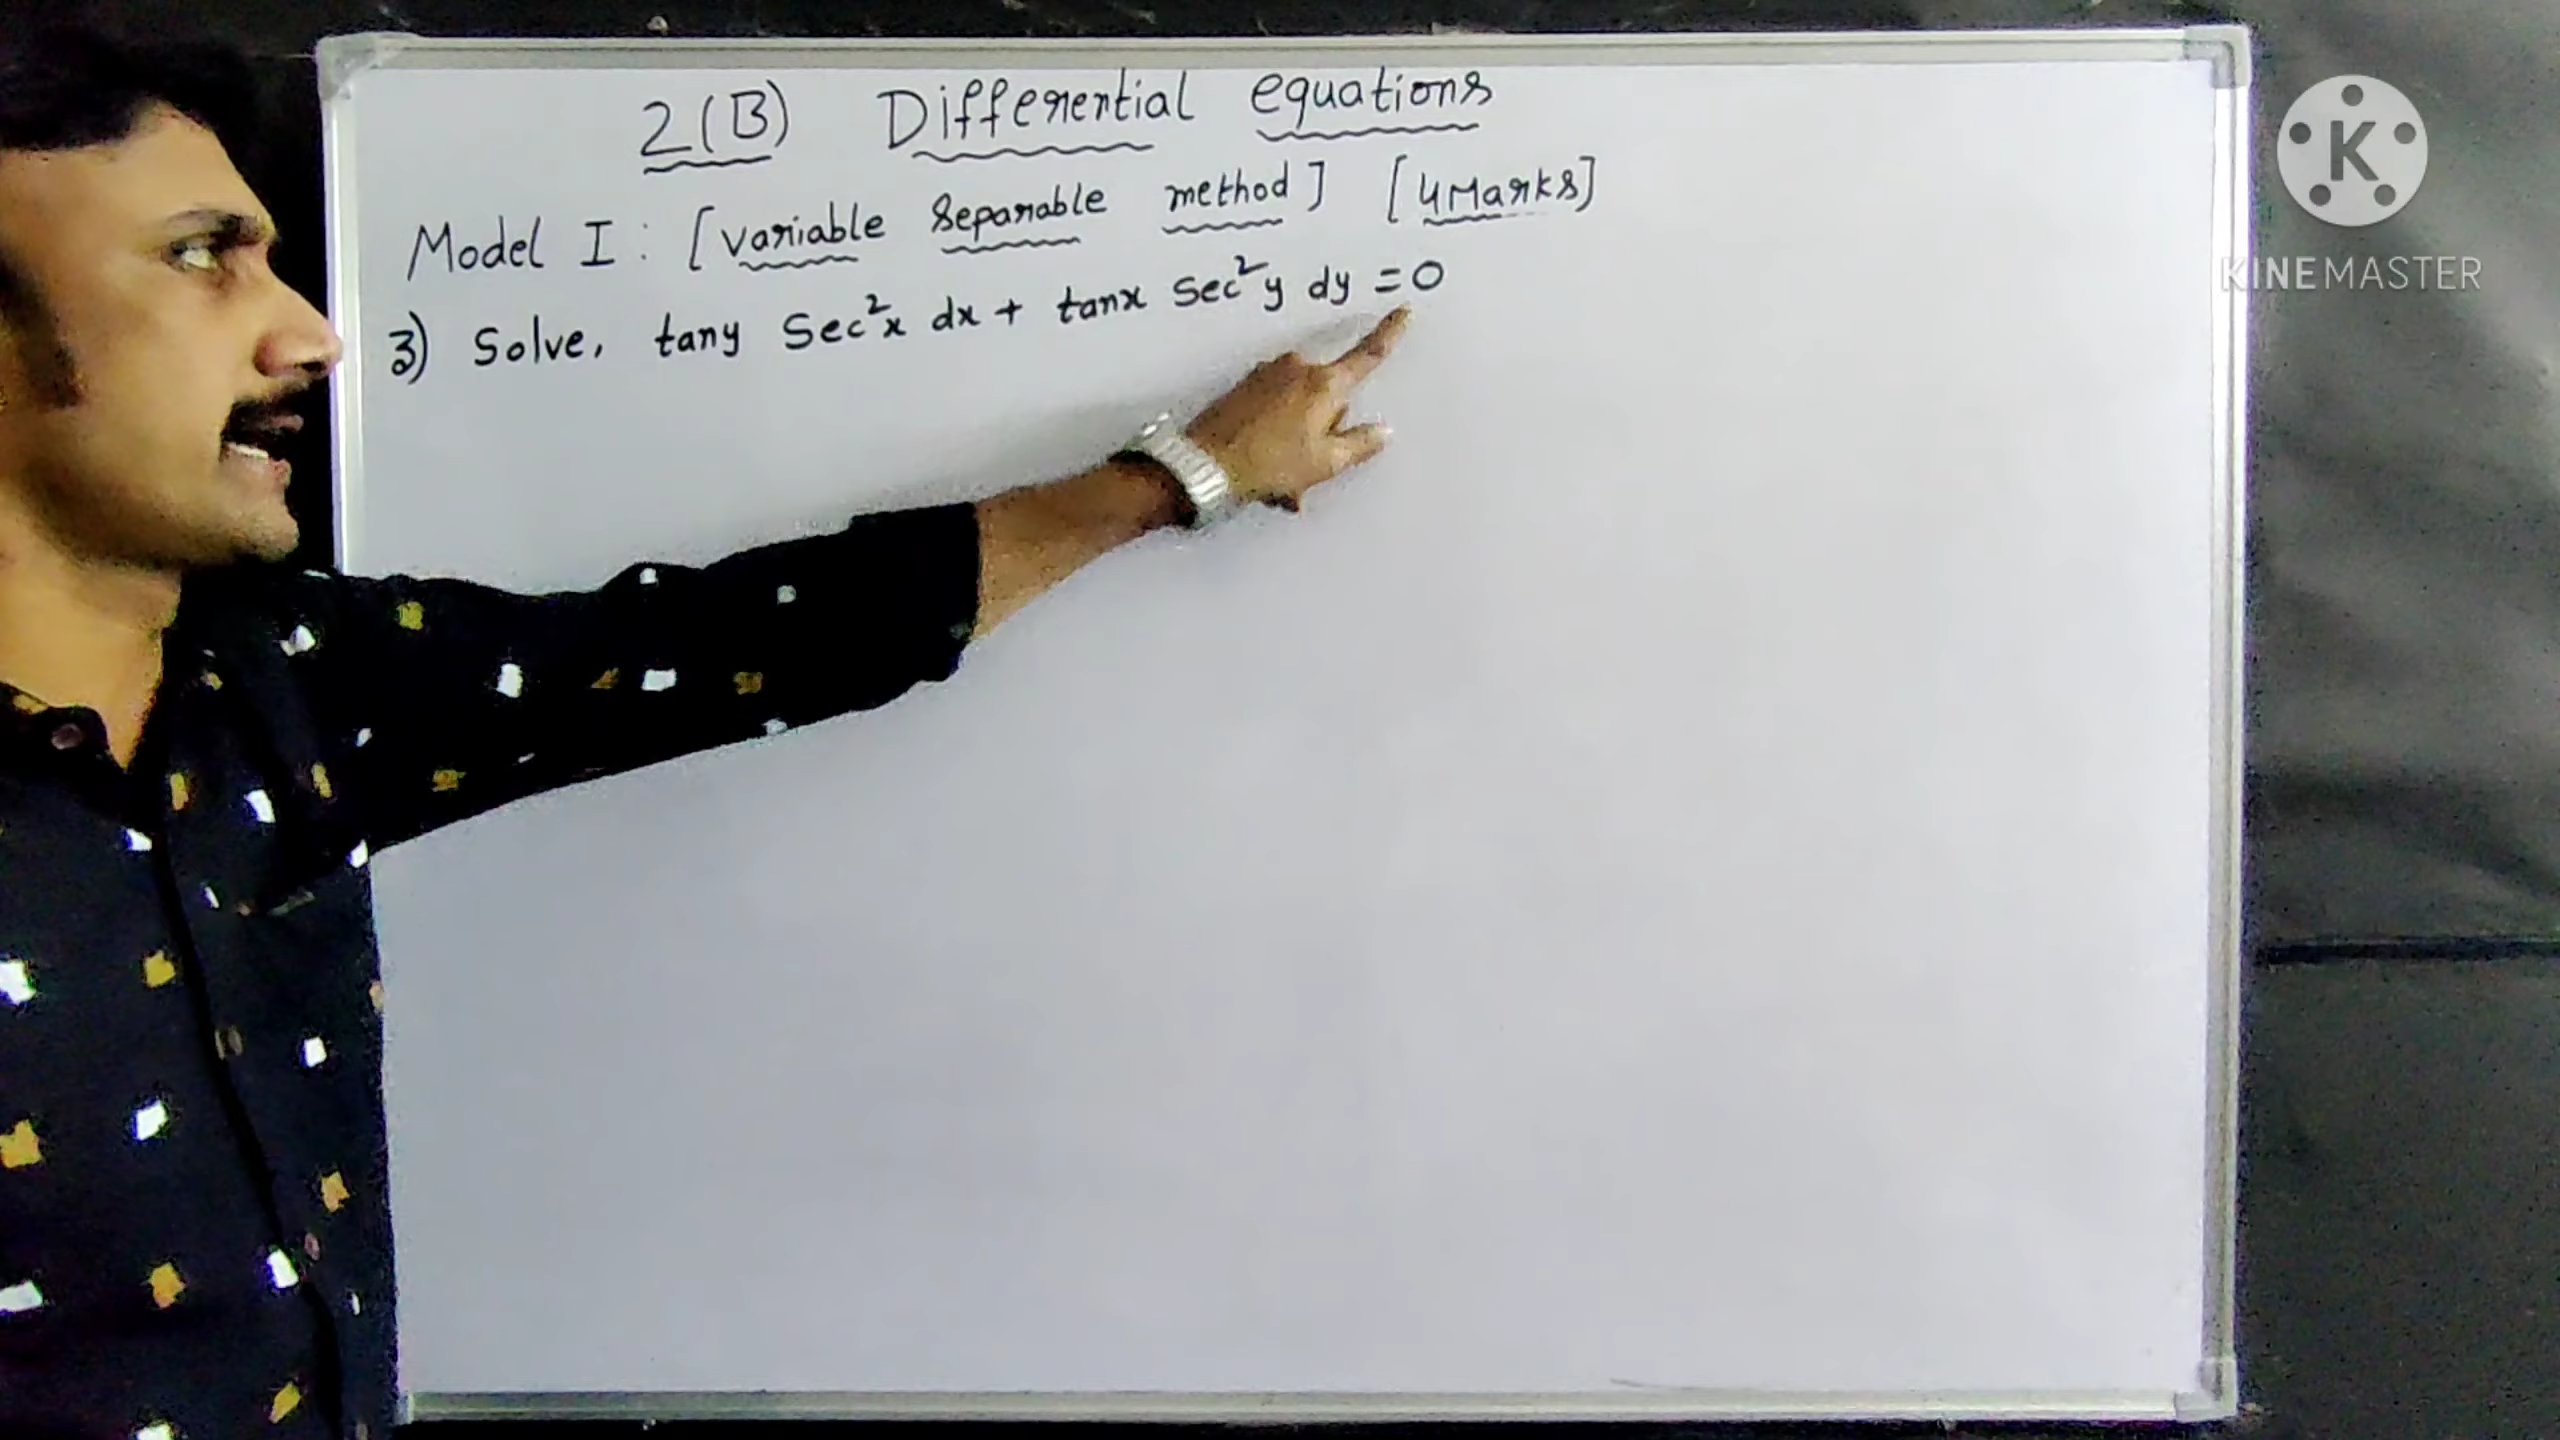 2(B) Differential equations
Model I : [variable separable method] [4Marks]
3) Solve, tany Sec²x dx + tanx Sec²y dy = 0
K
KINEMASTER